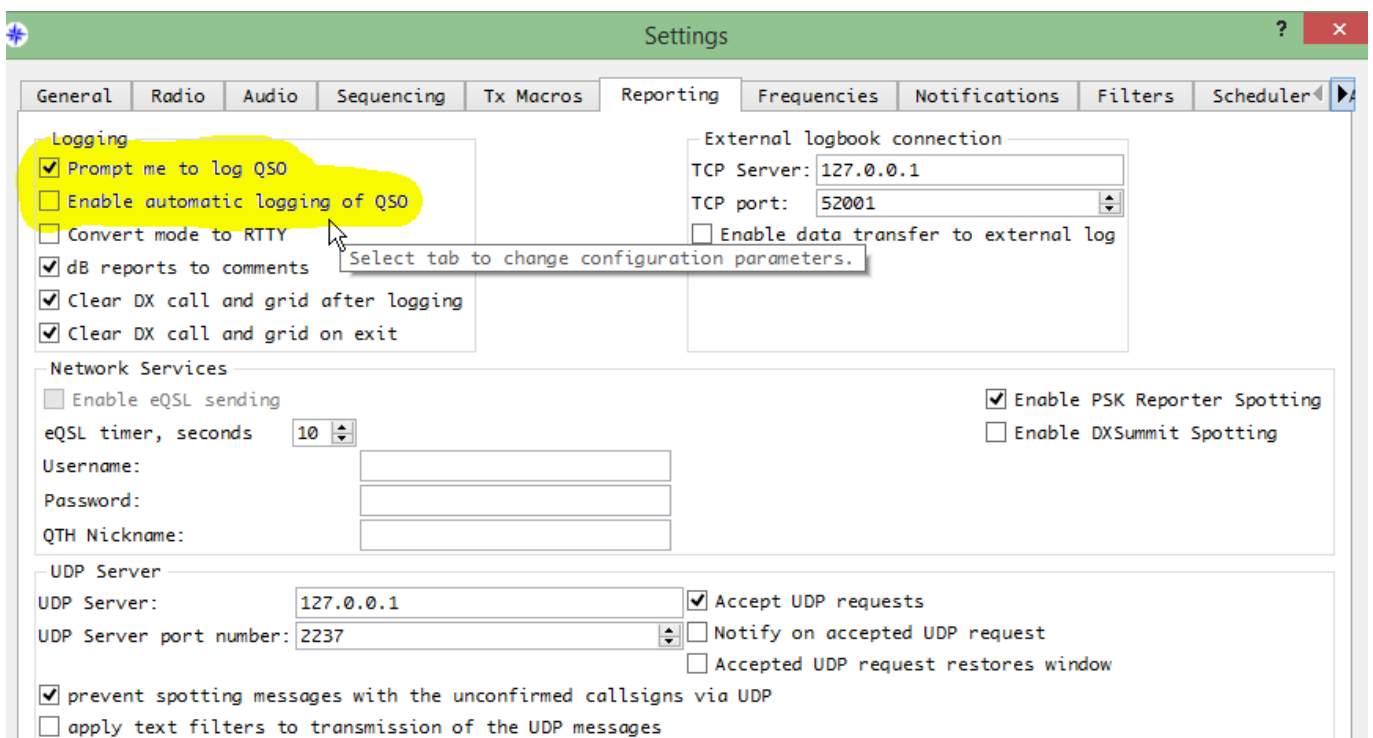 Settings
?
General Radio Audio Sequencing Tx Macros Reporting Frequencies Notifications Filters Scheduler
Logging
Prompt me to log QSO
Enable automatic logging of QSO
Convert mode to RTTY
dB reports to comments
Clear DX call and grid after logging
Clear DX call and grid on exit
Select tab to change configuration parameters.
External logbook connection
TCP Server: 127.0.0.1
TCP port: 52001
Enable data transfer to external log
Network Services
Enable eQSL sending
eQSL timer, seconds 10
Username:
Password:
QTH Nickname:
Enable PSK Reporter Spotting
Enable DXSummit Spotting
UDP Server
UDP Server: 127.0.0.1
UDP Server port number: 2237
Accept UDP requests
Notify on accepted UDP request
Accepted UDP request restores window
prevent spotting messages with the unconfirmed callsigns via UDP
apply text filters to transmission of the UDP messages